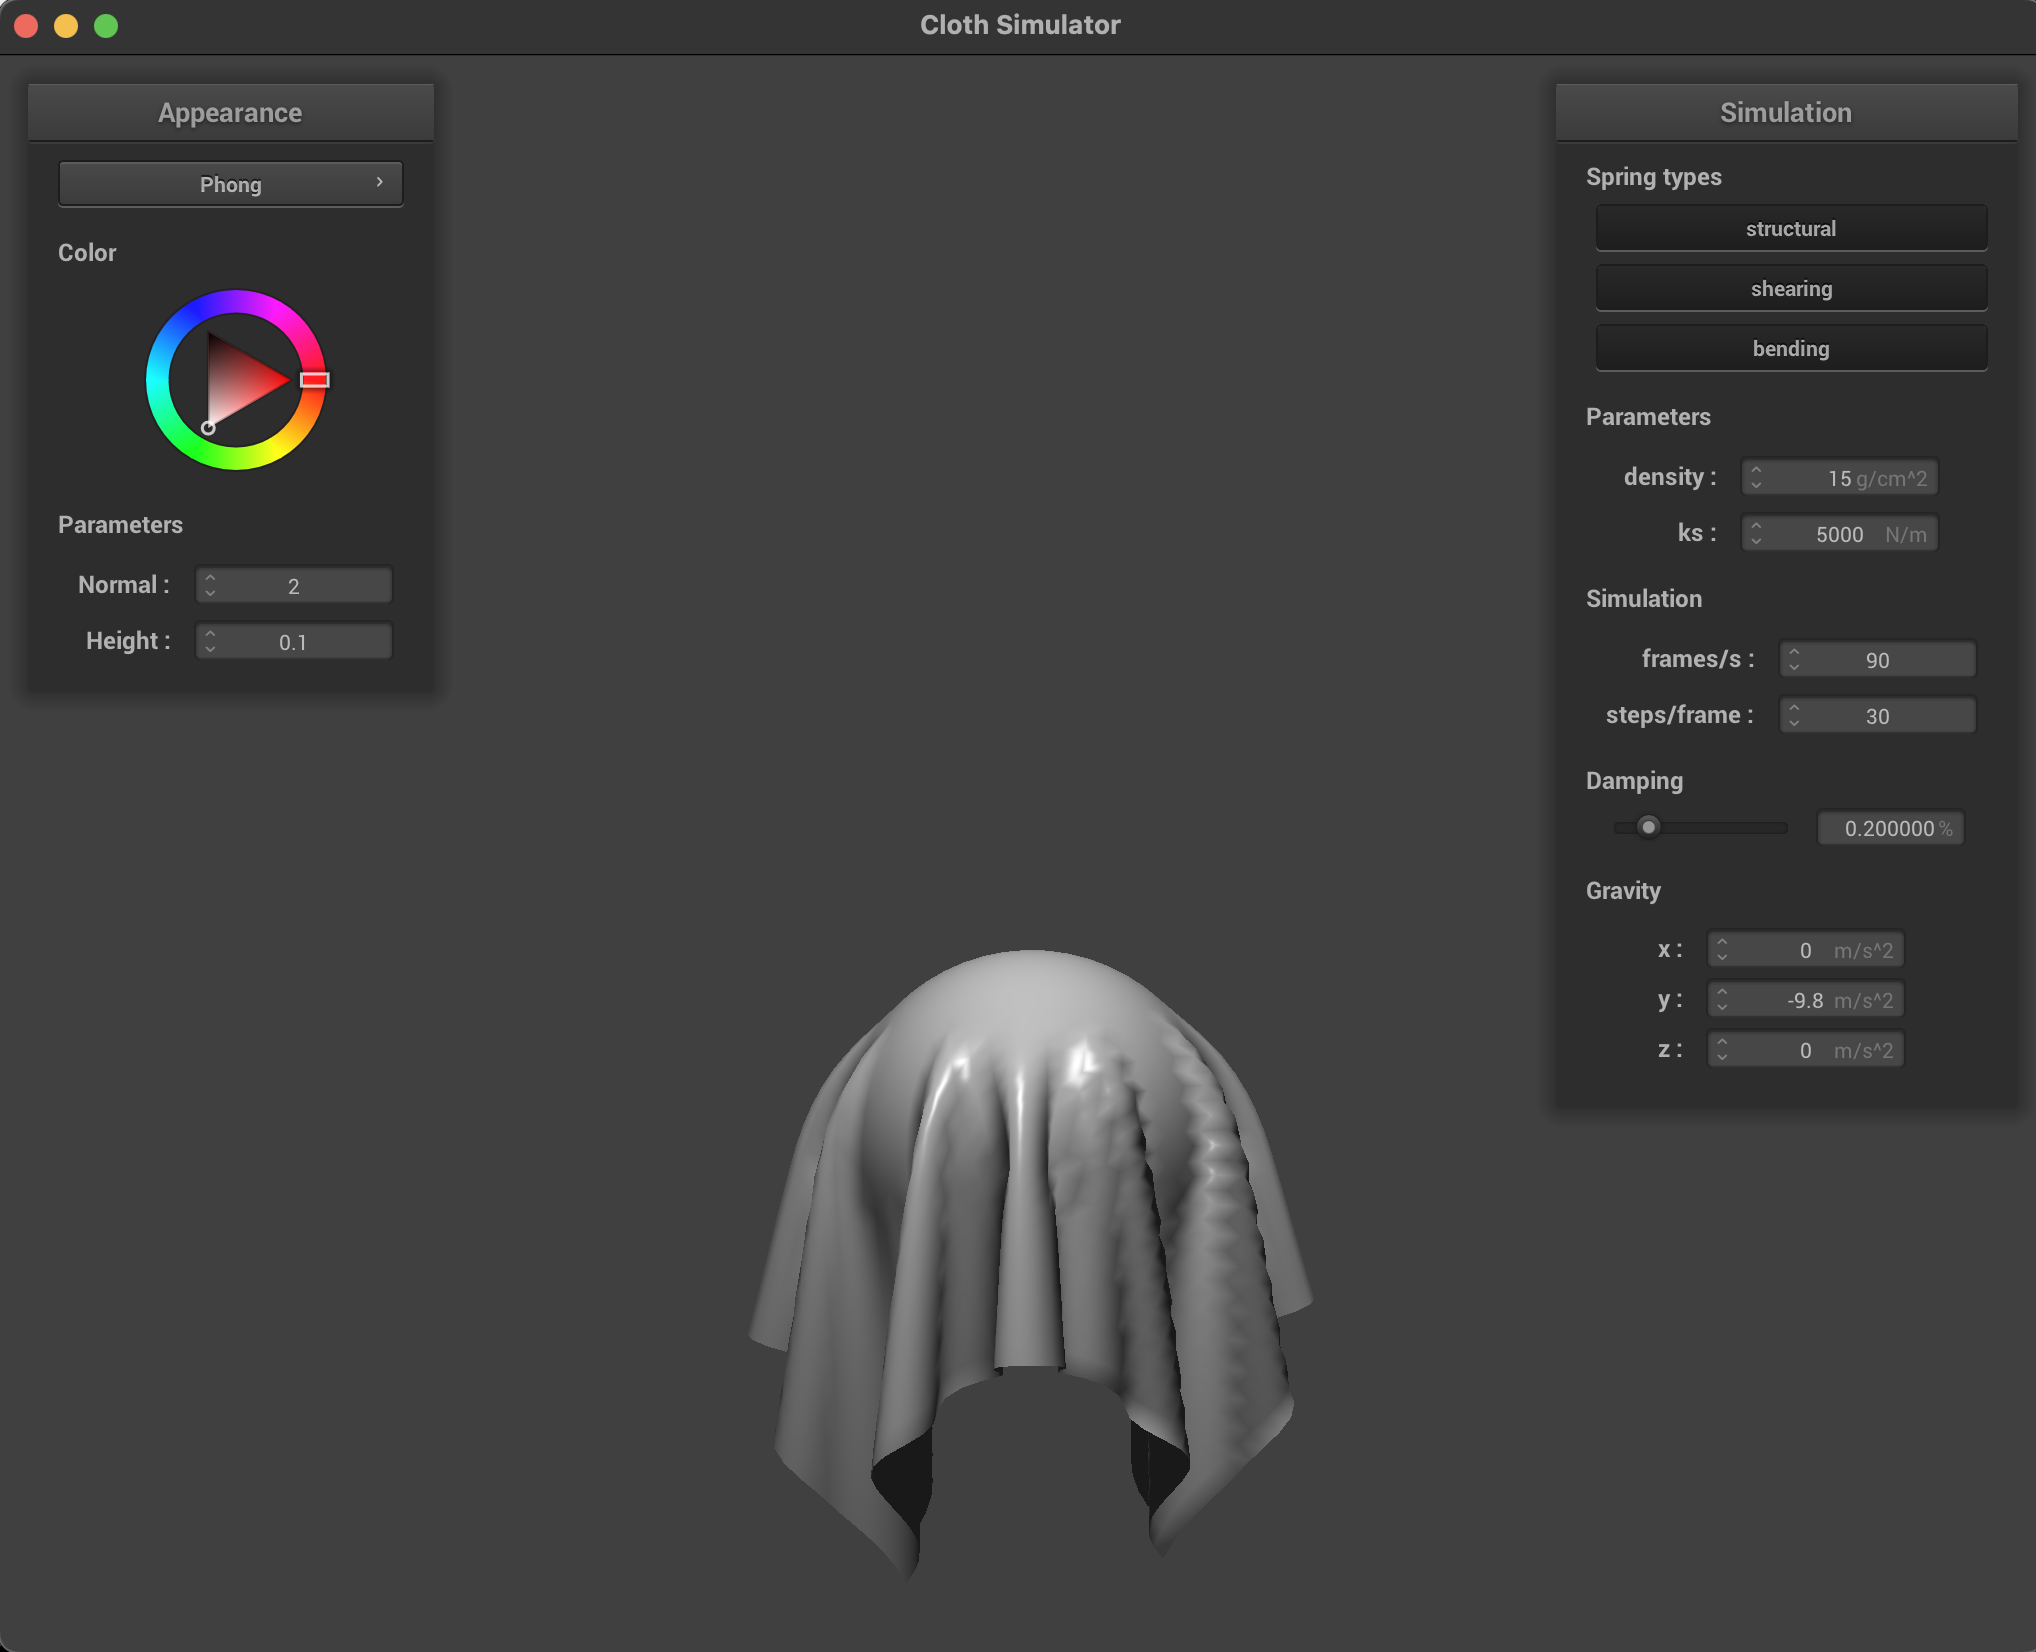 Cloth Simulator
Appearance
Phong
Color
Parameters
Normal : 2
Height : 0.1
Simulation
Spring types
structural
shearing
bending
Parameters
density : 15 g/cm^2
ks : 5000 N/m
Simulation
frames/s : 90
steps/frame : 30
Damping
0.200000 %
Gravity
x : 0 m/s^2
y : -9.8 m/s^2
z : 0 m/s^2